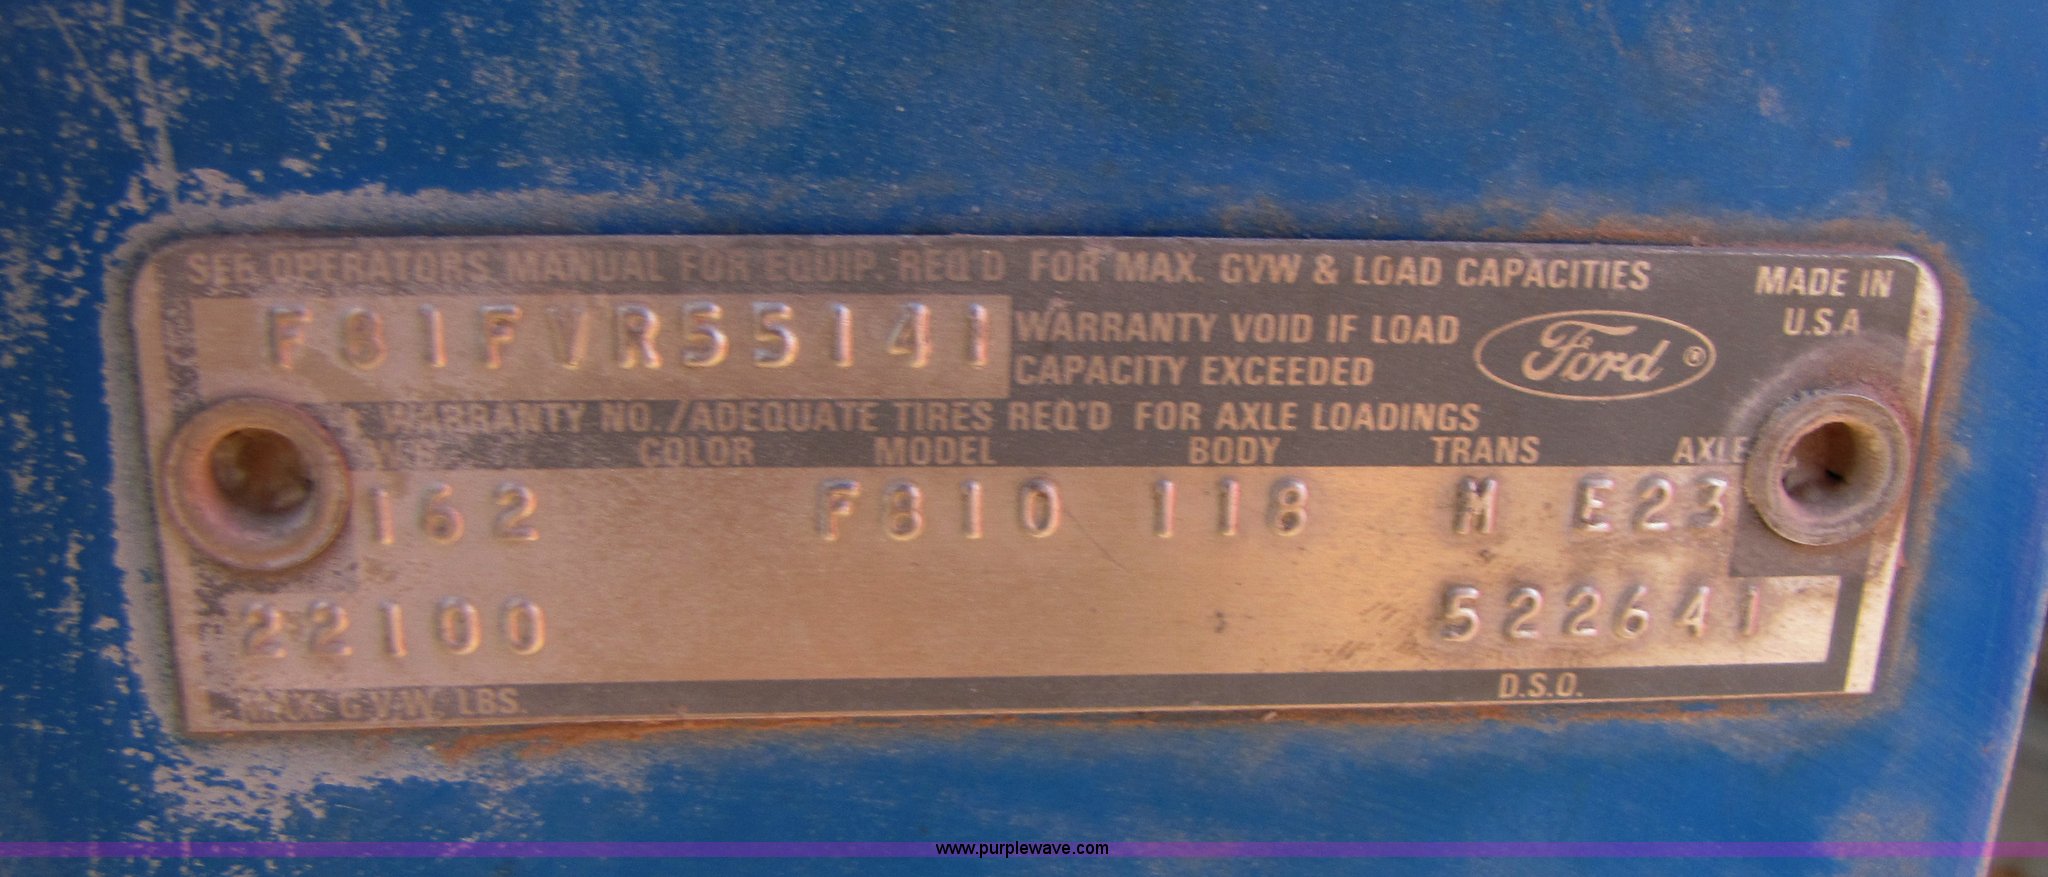 SEE OPERATORS MANUAL FOR EQUIP. REQ'D FOR MAX. GVW & LOAD CAPACITIES
MADE IN U.S.A
F81FVR55141
WARRANTY VOID IF LOAD CAPACITY EXCEEDED
Ford ®
WARRANTY NO./ADEQUATE TIRES REQ'D FOR AXLE LOADINGS
W.B. COLOR MODEL BODY TRANS AXLE
162 F810 118 M E23
22100 522641
MAX. G.V.W. LBS. D.S.O.
www.purplewave.com